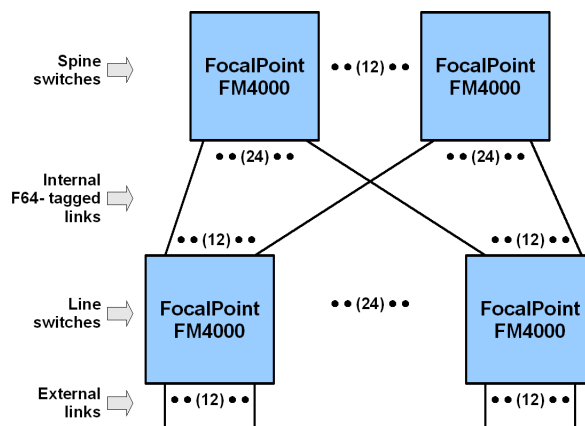 Spine
switches
FocalPoint
FM4000
•• (12) ••
FocalPoint
FM4000
•• (24) ••
•• (24) ••
Internal
F64- tagged
links
•• (12) ••
•• (12) ••
Line
switches
FocalPoint
FM4000
•• (24) ••
FocalPoint
FM4000
External
links
•• (12) ••
•• (12) ••